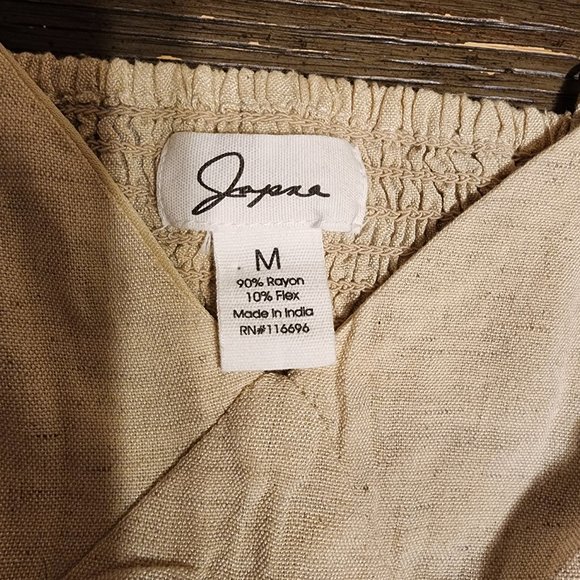 Japna
M
90% Rayon
10% Flex
Made in India
RN#116696